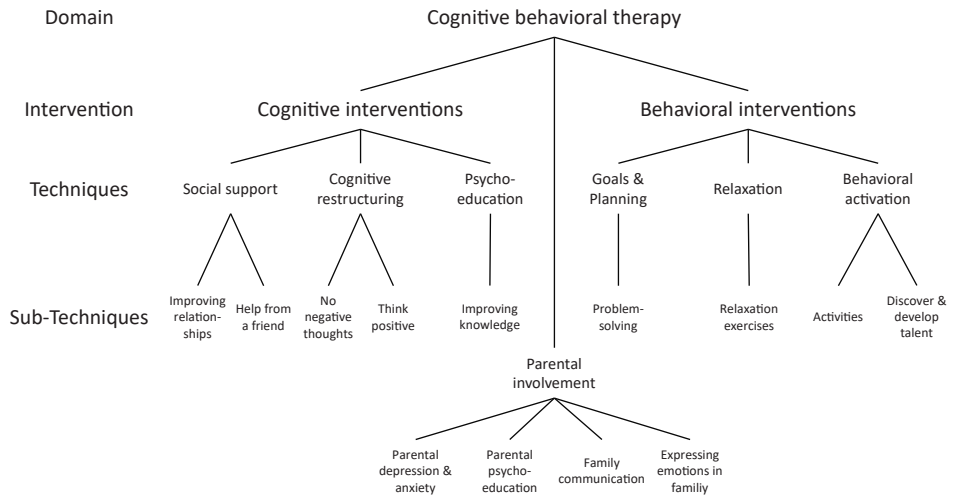 Domain
Cognitive behavioral therapy
Intervention
Cognitive interventions
Behavioral interventions
Techniques
Social support
Cognitive
restructuring
Psycho-
education
Goals &
Planning
Relaxation
Behavioral
activation
Sub-Techniques
Improving
relation-
ships
Help from
a friend
No
negative
thoughts
Think
positive
Improving
knowledge
Problem-
solving
Relaxation
exercises
Activities
Discover &
develop
talent
Parental
involvement
Parental
depression &
anxiety
Parental
psycho-
education
Family
communication
Expressing
emotions in
familiy